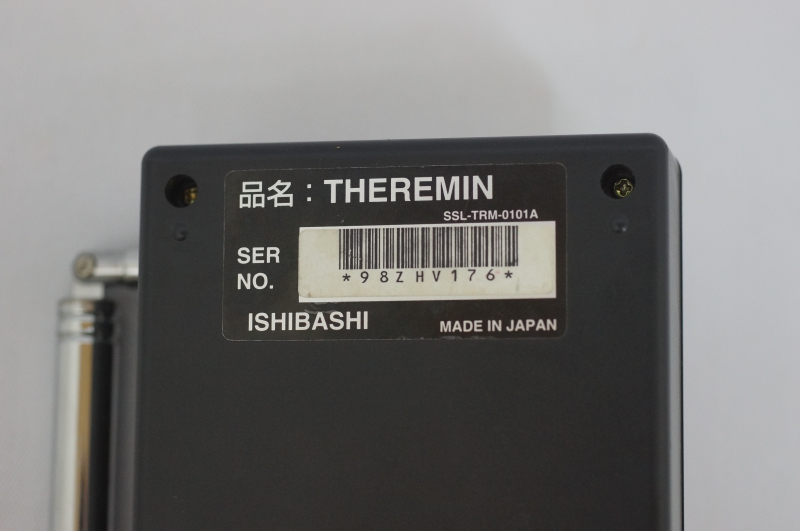 品名：THEREMIN
SSL-TRM-0101A
SER
NO.
*98ZHV176*
ISHIBASHI
MADE IN JAPAN